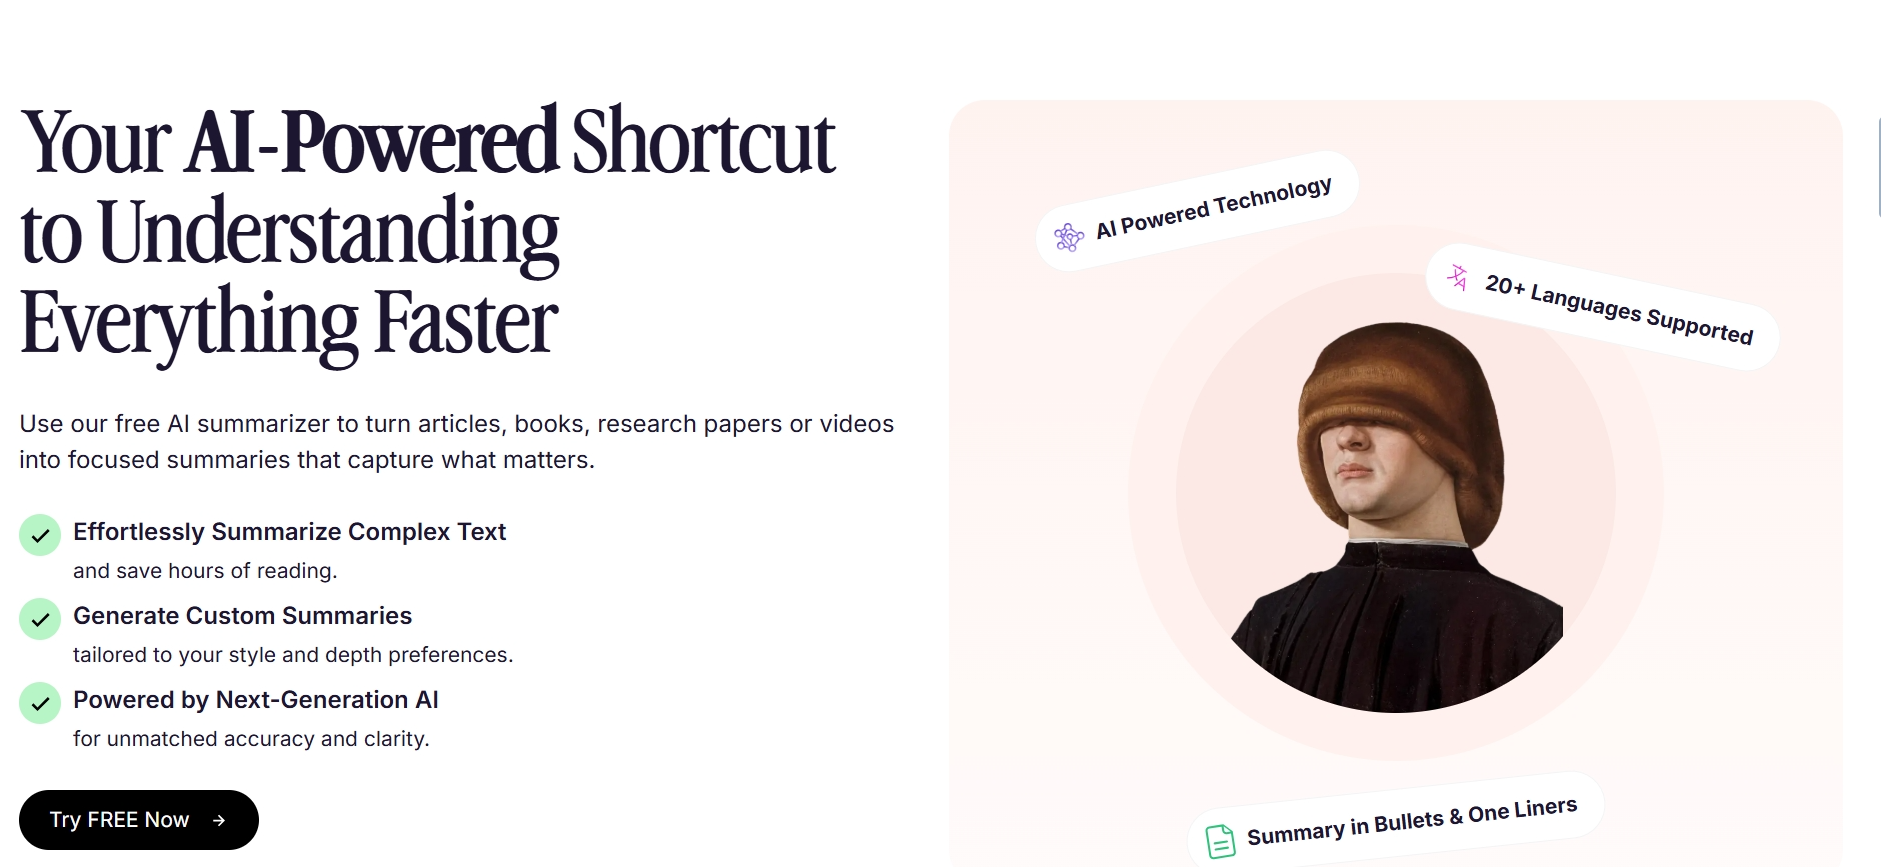 Your AI-Powered Shortcut
to Understanding
Everything Faster
Use our free AI summarizer to turn articles, books, research papers or videos
into focused summaries that capture what matters.
Effortlessly Summarize Complex Text
and save hours of reading.
Generate Custom Summaries
tailored to your style and depth preferences.
Powered by Next-Generation AI
for unmatched accuracy and clarity.
Try FREE Now →
AI Powered Technology
20+ Languages Supported
Summary in Bullets & One Liners